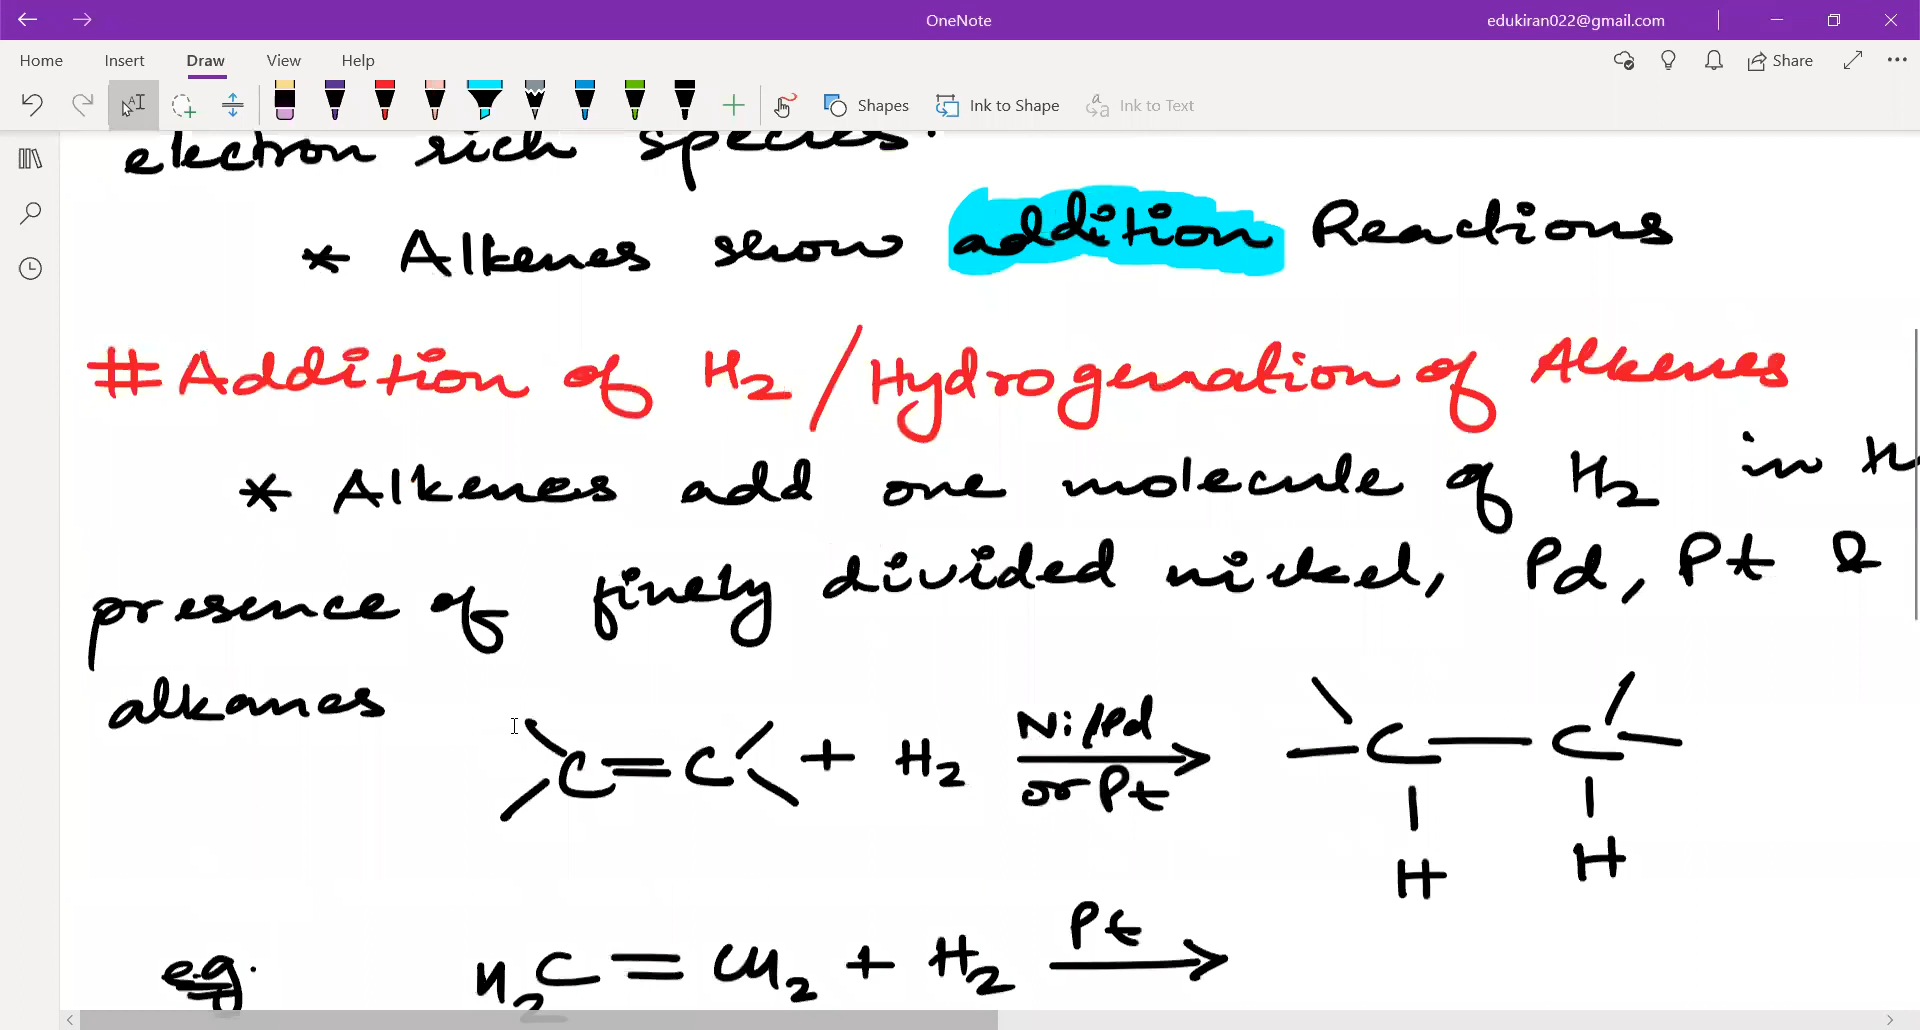 OneNote
edukiran022@gmail.com
Home Insert Draw View Help
Share
Shapes Ink to Shape Ink to Text
electron rich species.
* Alkenes show addition Reactions
# Addition of H2 / Hydrogenation of Alkenes
* Alkenes add one molecule of H2 in
presence of finely divided nickel, Pd, Pt &
alkanes
C = C + H2 Ni/Pd or Pt C — C
H H
eg. H2C = CH2 + H2 Pt